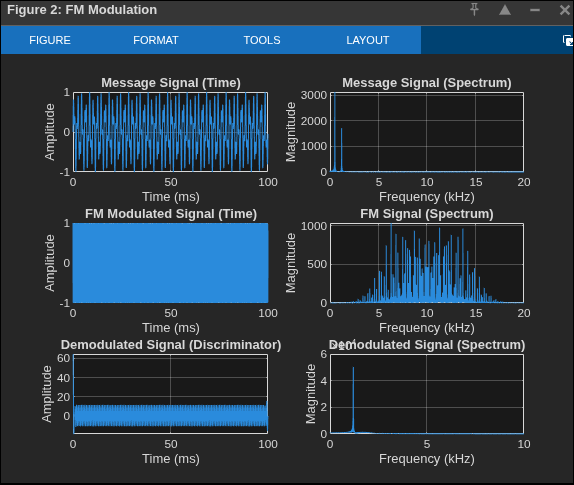 Figure 2: FM Modulation
FIGURE FORMAT TOOLS LAYOUT
Message Signal (Time)
Amplitude
1
0
-1
0 50 100
Time (ms)
Message Signal (Spectrum)
Magnitude
3000
2000
1000
0
0 5 10 15 20
Frequency (kHz)
FM Modulated Signal (Time)
Amplitude
1
0
-1
0 50 100
Time (ms)
FM Signal (Spectrum)
Magnitude
1000
500
0
0 5 10 15 20
Frequency (kHz)
Demodulated Signal (Discriminator)
Amplitude
60
40
20
0
0 50 100
Time (ms)
Demodulated Signal (Spectrum)
Magnitude
6
4
2
0
0 5 10
Frequency (kHz)